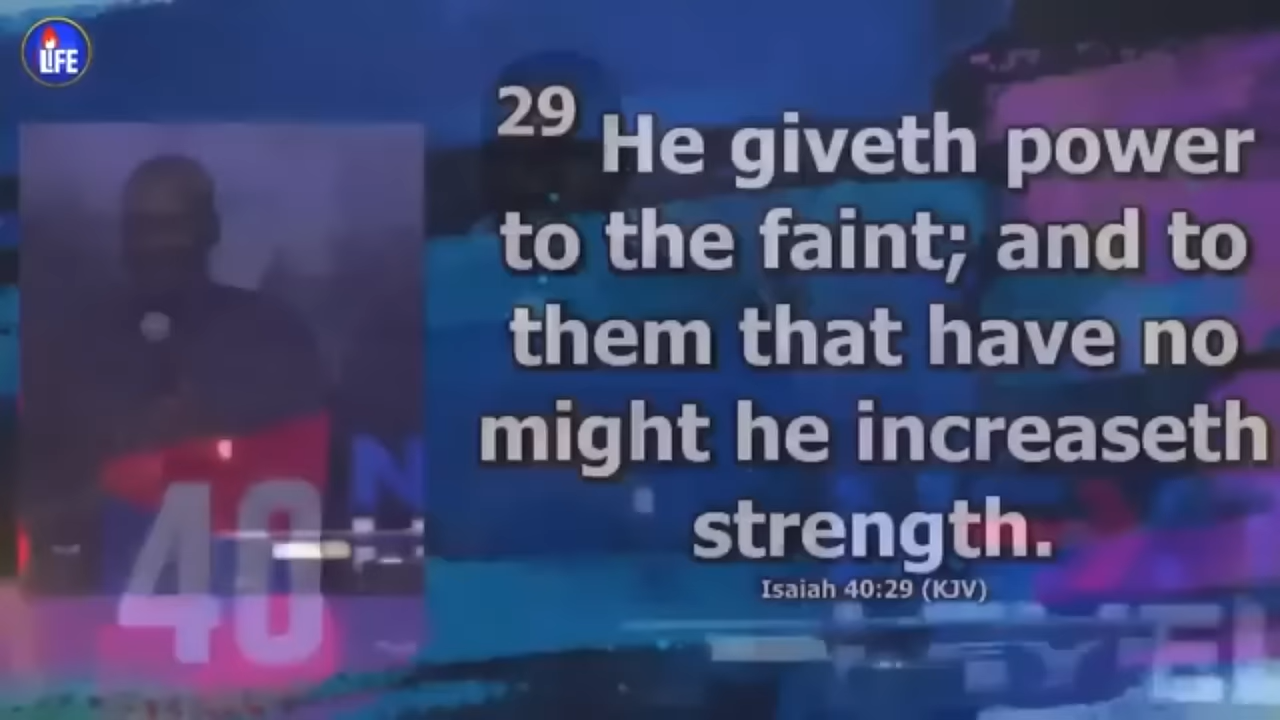 LIFE
29 He giveth power
to the faint; and to
them that have no
might he increaseth
strength.
Isaiah 40:29 (KJV)
40